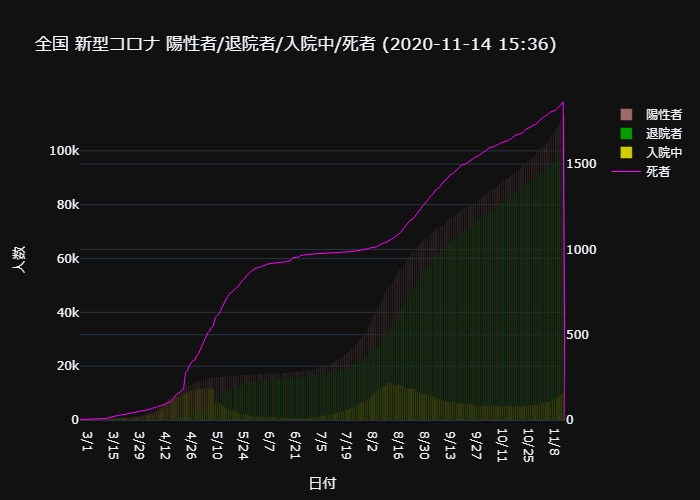 全国 新型コロナ 陽性者/退院者/入院中/死者 (2020-11-14 15:36)
陽性者
退院者
入院中
死者
100k
80k
60k
40k
20k
0
人数
1500
1000
500
0
3/1
3/15
3/29
4/12
4/26
5/10
5/24
6/7
6/21
7/5
7/19
8/2
8/16
8/30
9/13
9/27
10/11
10/25
11/8
日付